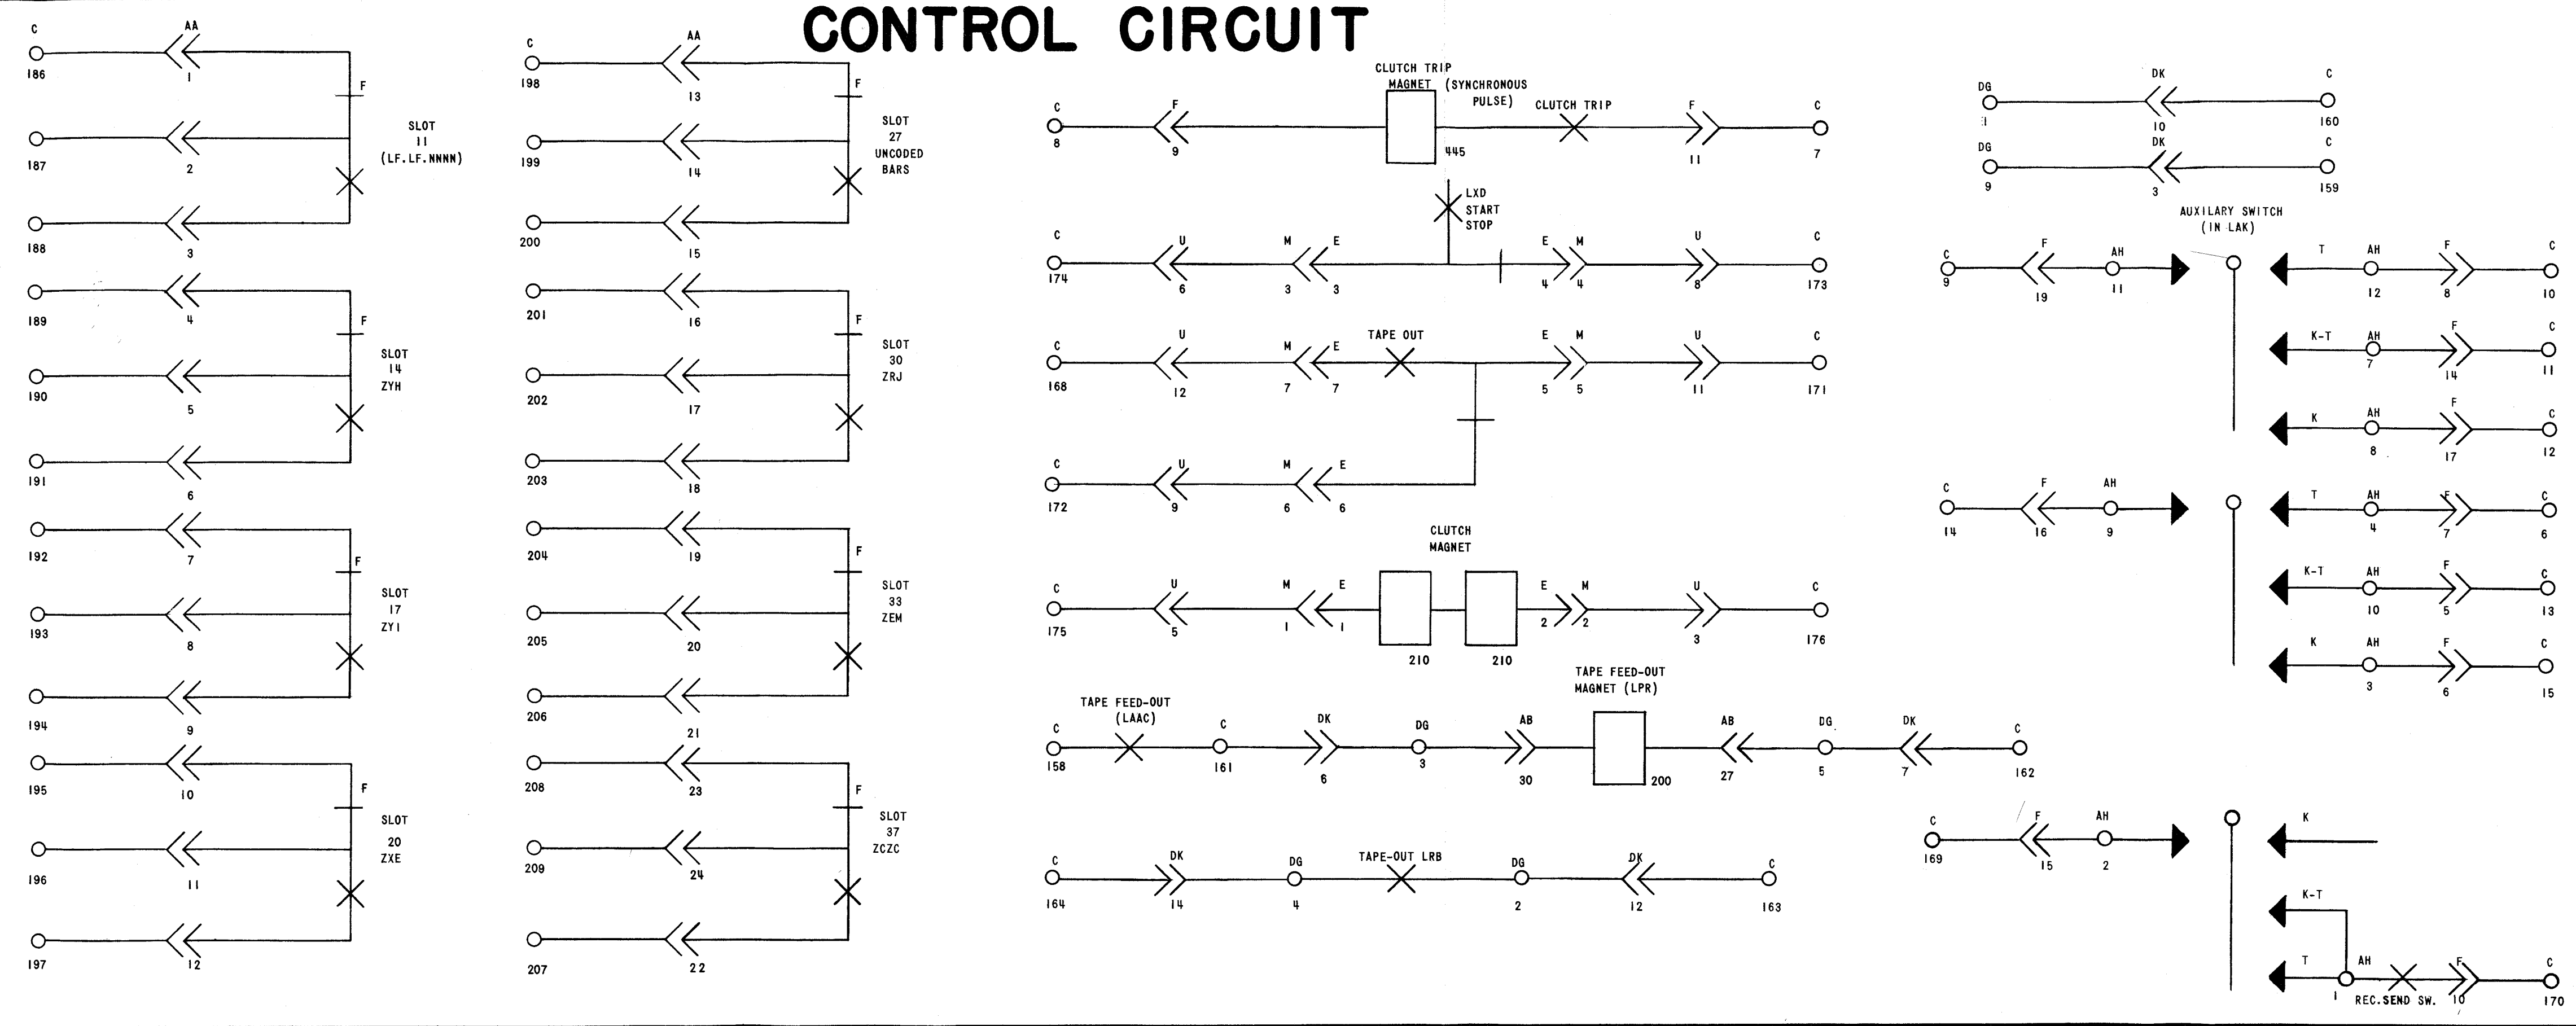 CONTROL CIRCUIT
C
AA
186
1
F
187
2
SLOT
11
(LF.LF.NNNN)
188
3
189
4
F
190
5
SLOT
14
ZYH
191
6
192
7
F
193
8
SLOT
17
ZYI
194
9
195
10
F
196
11
SLOT
20
ZXE
197
12
C
AA
198
13
F
199
14
SLOT
27
UNCODED
BARS
200
15
201
16
F
202
17
SLOT
30
ZRJ
203
18
204
19
F
205
20
SLOT
33
ZEM
206
21
208
23
F
209
24
SLOT
37
ZCZC
207
22
CLUTCH TRIP
MAGNET (SYNCHRONOUS
PULSE)
CLUTCH TRIP
C F F C
8 9 445 11 7
LXD
START
STOP
C U M E E M U C
174 6 3 3 4 4 8 173
TAPE OUT
C U M E E M U C
168 12 7 7 5 5 11 171
C U M E
172 9 6 6
CLUTCH
MAGNET
C U M E E M U C
175 5 1 1 210 210 2 2 3 176
TAPE FEED-OUT
(LAAC)
TAPE FEED-OUT
MAGNET (LPR)
C C DK DG AB AB DG DK C
158 161 6 3 30 200 27 5 7 162
TAPE-OUT LRB
C DK DG DG DK C
164 14 4 2 12 163
DG DK C
1 10 160
DG DK C
9 3 159
AUXILARY SWITCH
(IN LAK)
C F AH T AH F C
9 19 11 12 8 10
K-T AH F C
7 14 11
K AH F C
8 17 12
C F AH T AH F C
14 16 9 4 7 6
K-T AH F C
10 5 13
K AH F C
3 6 15
C F AH K
169 15 2
K-T
T AH F C
1 REC.SEND SW. 10 170